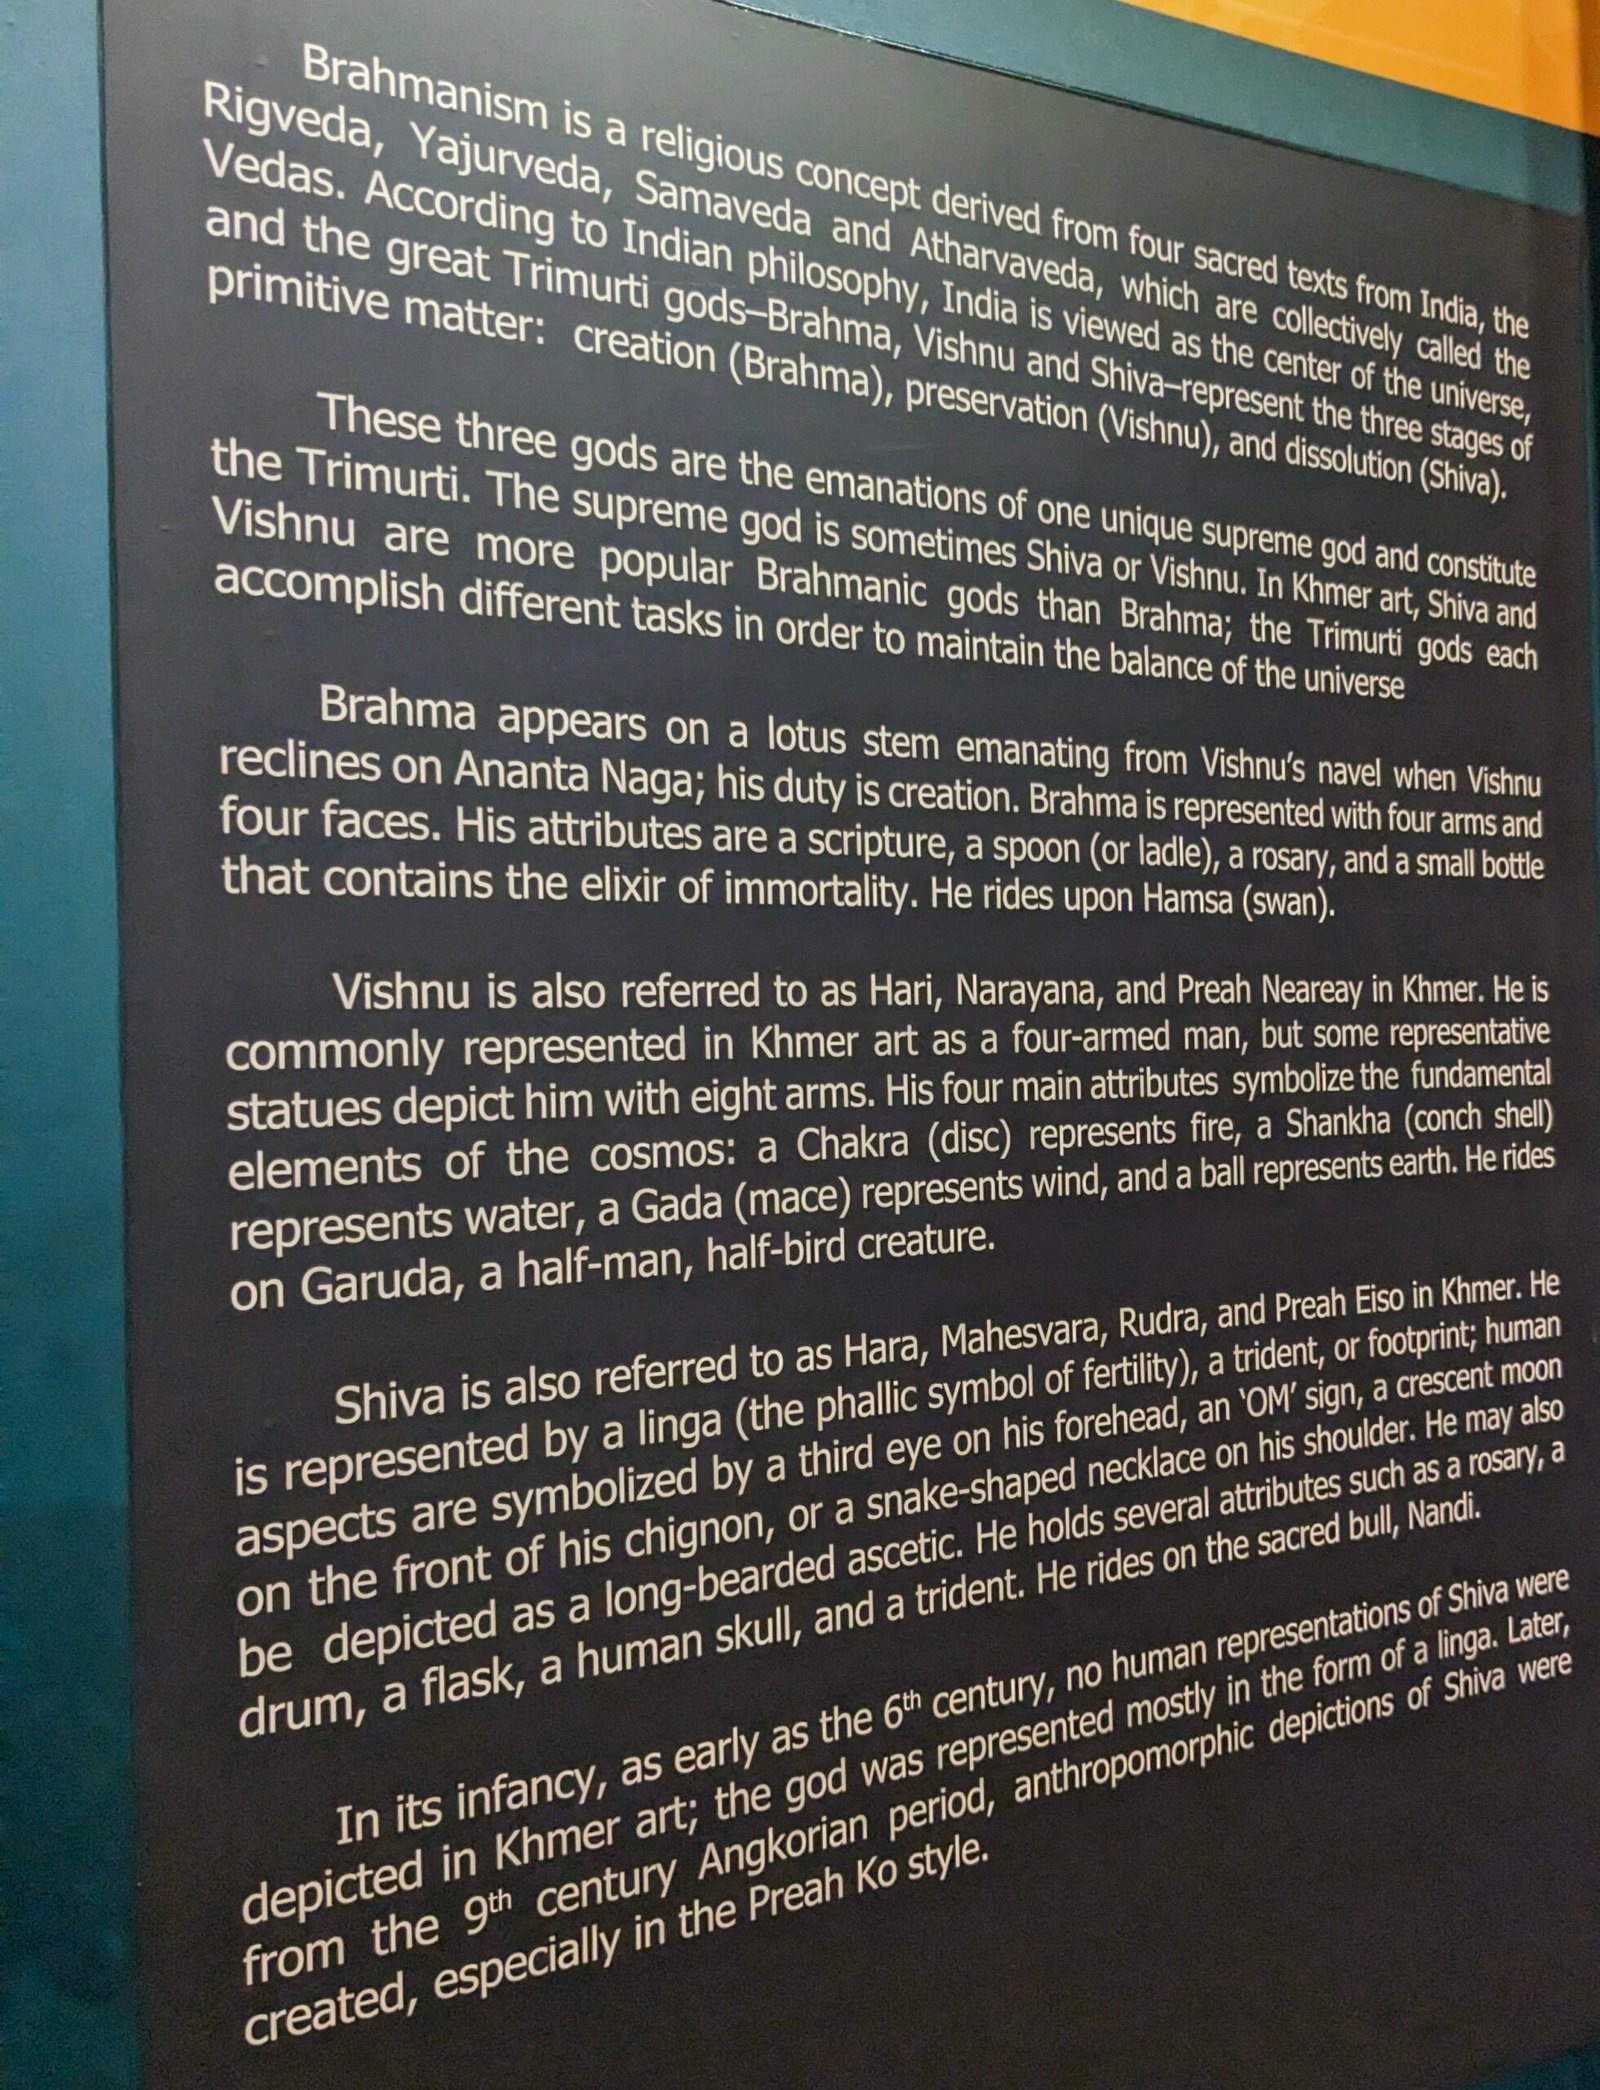 Brahmanism is a religious concept derived from four sacred texts from India, the
Rigveda, Yajurveda, Samaveda and Atharvaveda, which are collectively called the
Vedas. According to Indian philosophy, India is viewed as the center of the universe,
and the great Trimurti gods–Brahma, Vishnu and Shiva–represent the three stages of
primitive matter: creation (Brahma), preservation (Vishnu), and dissolution (Shiva).
These three gods are the emanations of one unique supreme god and constitute
the Trimurti. The supreme god is sometimes Shiva or Vishnu. In Khmer art, Shiva and
Vishnu are more popular Brahmanic gods than Brahma; the Trimurti gods each
accomplish different tasks in order to maintain the balance of the universe
Brahma appears on a lotus stem emanating from Vishnu's navel when Vishnu
reclines on Ananta Naga; his duty is creation. Brahma is represented with four arms and
four faces. His attributes are a scripture, a spoon (or ladle), a rosary, and a small bottle
that contains the elixir of immortality. He rides upon Hamsa (swan).
Vishnu is also referred to as Hari, Narayana, and Preah Neareay in Khmer. He is
commonly represented in Khmer art as a four-armed man, but some representative
statues depict him with eight arms. His four main attributes symbolize the fundamental
elements of the cosmos: a Chakra (disc) represents fire, a Shankha (conch shell)
represents water, a Gada (mace) represents wind, and a ball represents earth. He rides
on Garuda, a half-man, half-bird creature.
Shiva is also referred to as Hara, Mahesvara, Rudra, and Preah Eiso in Khmer. He
is represented by a linga (the phallic symbol of fertility), a trident, or footprint; human
aspects are symbolized by a third eye on his forehead, an 'OM' sign, a crescent moon
on the front of his chignon, or a snake-shaped necklace on his shoulder. He may also
be depicted as a long-bearded ascetic. He holds several attributes such as a rosary, a
drum, a flask, a human skull, and a trident. He rides on the sacred bull, Nandi.
In its infancy, as early as the 6th century, no human representations of Shiva were
depicted in Khmer art; the god was represented mostly in the form of a linga. Later,
from the 9th century Angkorian period, anthropomorphic depictions of Shiva were
created, especially in the Preah Ko style.